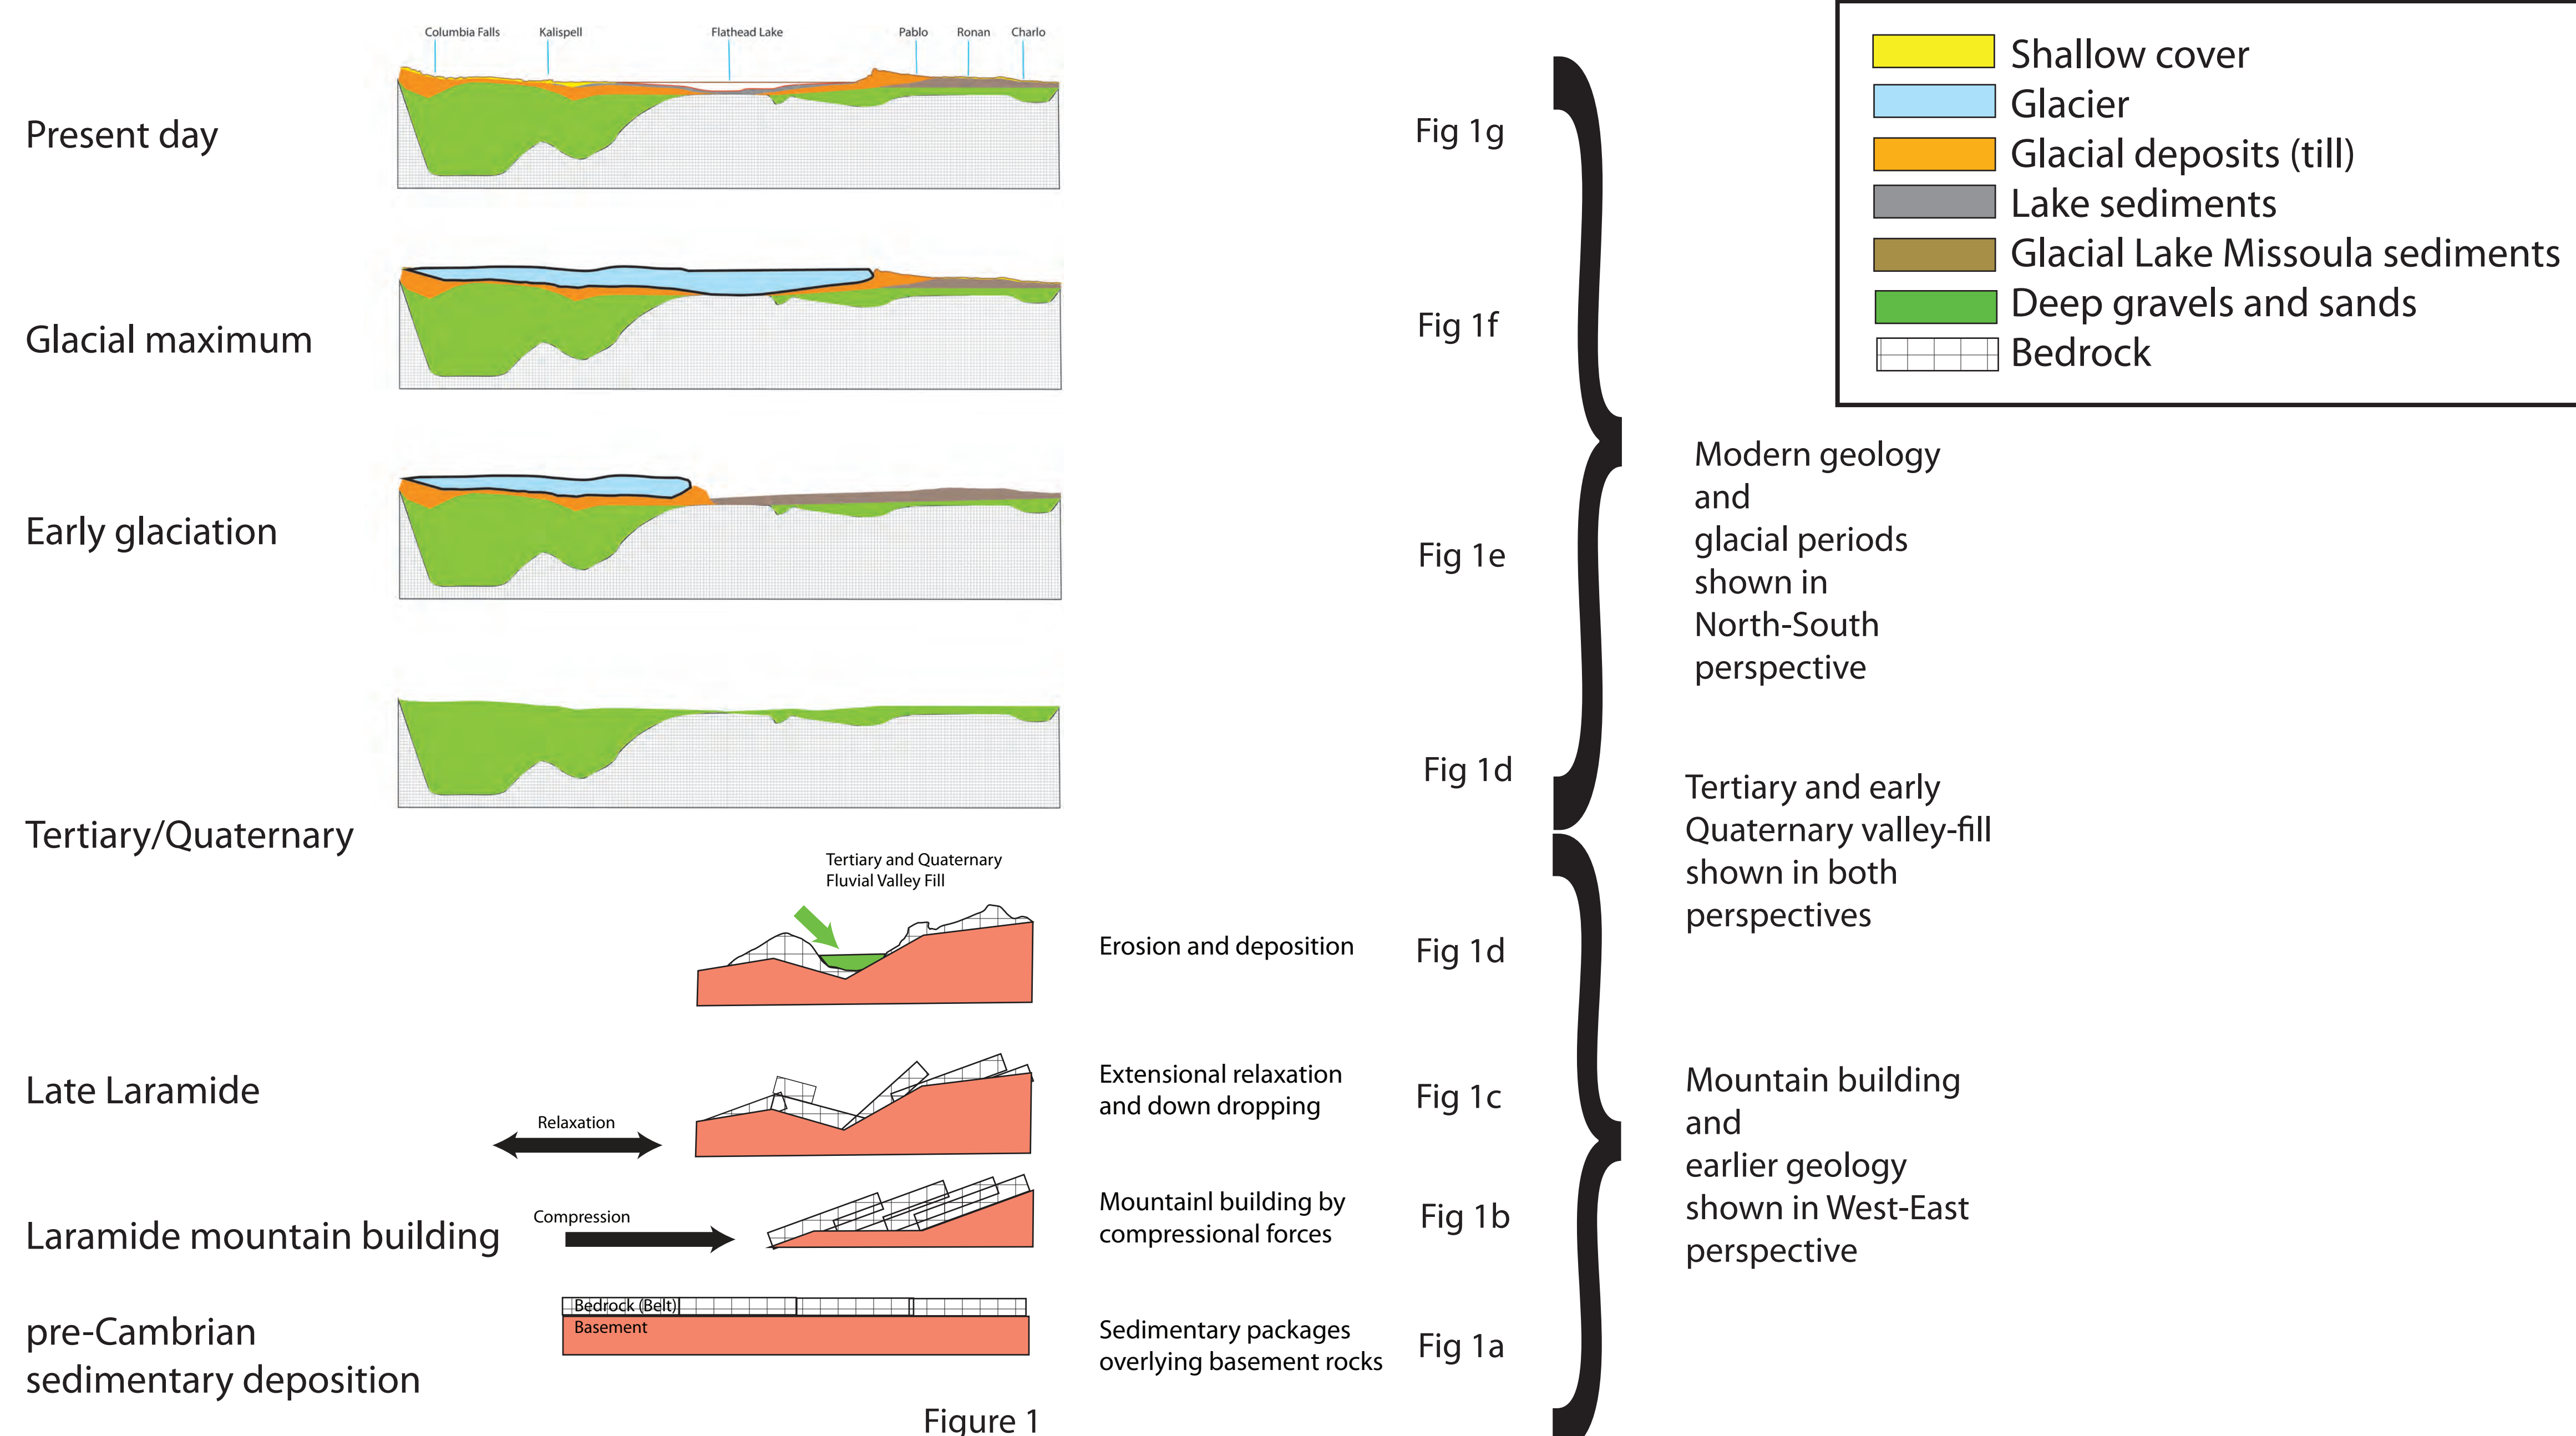 Columbia Falls
Kalispell
Flathead Lake
Pablo
Ronan
Charlo
Present day
Fig 1g
Shallow cover
Glacier
Glacial deposits (till)
Lake sediments
Glacial Lake Missoula sediments
Deep gravels and sands
Bedrock
Glacial maximum
Fig 1f
Early glaciation
Fig 1e
Modern geology
and
glacial periods
shown in
North-South
perspective
Fig 1d
Tertiary/Quaternary
Tertiary and early
Quaternary valley-fill
shown in both
perspectives
Tertiary and Quaternary
Fluvial Valley Fill
Erosion and deposition
Fig 1d
Late Laramide
Relaxation
Extensional relaxation
and down dropping
Fig 1c
Mountain building
and
earlier geology
shown in West-East
perspective
Laramide mountain building
Compression
Mountainl building by
compressional forces
Fig 1b
pre-Cambrian
sedimentary deposition
Bedrock (Belt)
Basement
Sedimentary packages
overlying basement rocks
Fig 1a
Figure 1